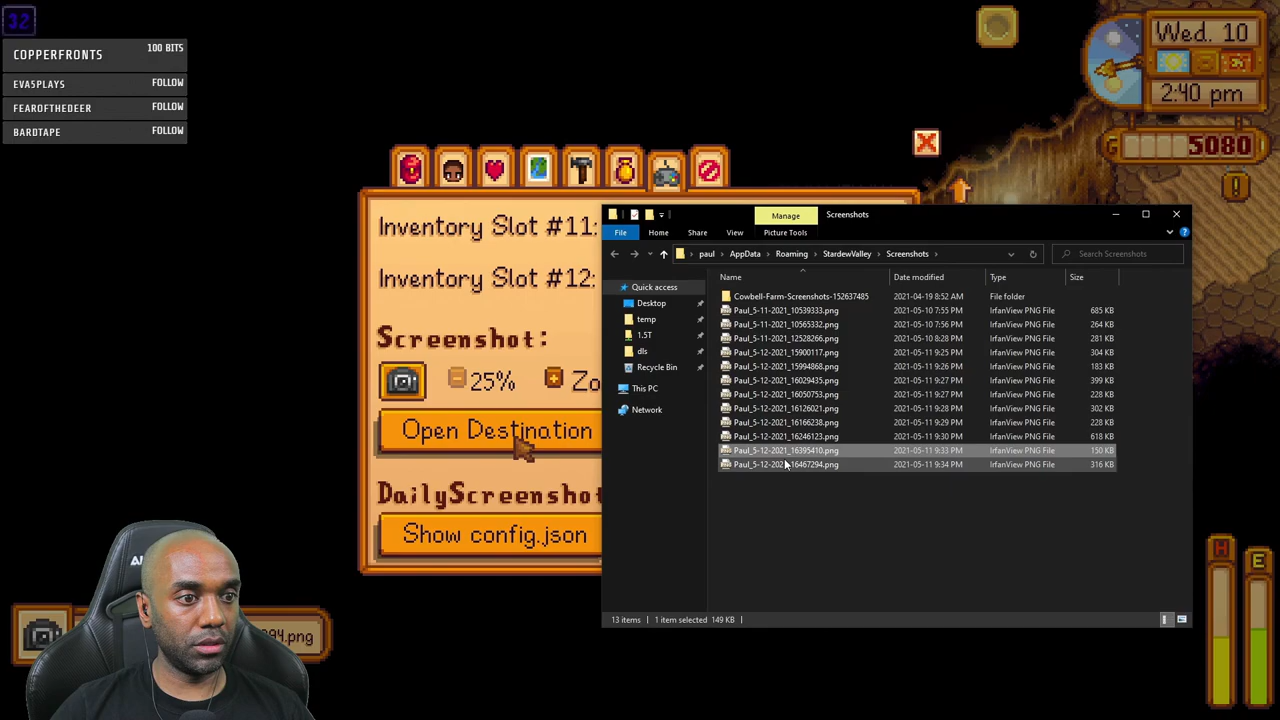 32
COPPERFRONTS 100 BITS
EVA5PLAYS FOLLOW
FEAROFTHEDEER FOLLOW
BARDTAPE FOLLOW
Wed. 10
2:40 pm
5080
Inventory Slot #11:
Inventory Slot #12:
Screenshot:
25% Zo
Open Destination
DailyScreenshot
Show config.json
94.png
H E
Manage Screenshots
File Home Share View Picture Tools
paul AppData Roaming StardewValley Screenshots Search Screenshots
Quick access
Desktop
temp
1.5T
dls
Recycle Bin
This PC
Network
Name Date modified Type Size
Cowbell-Farm-Screenshots-152637485 2021-04-19 8:52 AM File folder
Paul_5-11-2021_10539333.png 2021-05-10 7:55 PM IrfanView PNG File 685 KB
Paul_5-11-2021_10565332.png 2021-05-10 7:56 PM IrfanView PNG File 264 KB
Paul_5-11-2021_12528266.png 2021-05-10 8:28 PM IrfanView PNG File 281 KB
Paul_5-12-2021_15900117.png 2021-05-11 9:25 PM IrfanView PNG File 304 KB
Paul_5-12-2021_15994868.png 2021-05-11 9:26 PM IrfanView PNG File 183 KB
Paul_5-12-2021_16029435.png 2021-05-11 9:27 PM IrfanView PNG File 399 KB
Paul_5-12-2021_16050753.png 2021-05-11 9:27 PM IrfanView PNG File 228 KB
Paul_5-12-2021_16126021.png 2021-05-11 9:28 PM IrfanView PNG File 302 KB
Paul_5-12-2021_16166238.png 2021-05-11 9:29 PM IrfanView PNG File 228 KB
Paul_5-12-2021_16246123.png 2021-05-11 9:30 PM IrfanView PNG File 618 KB
Paul_5-12-2021_16395410.png 2021-05-11 9:33 PM IrfanView PNG File 150 KB
Paul_5-12-2021_16467294.png 2021-05-11 9:34 PM IrfanView PNG File 316 KB
13 items 1 item selected 149 KB